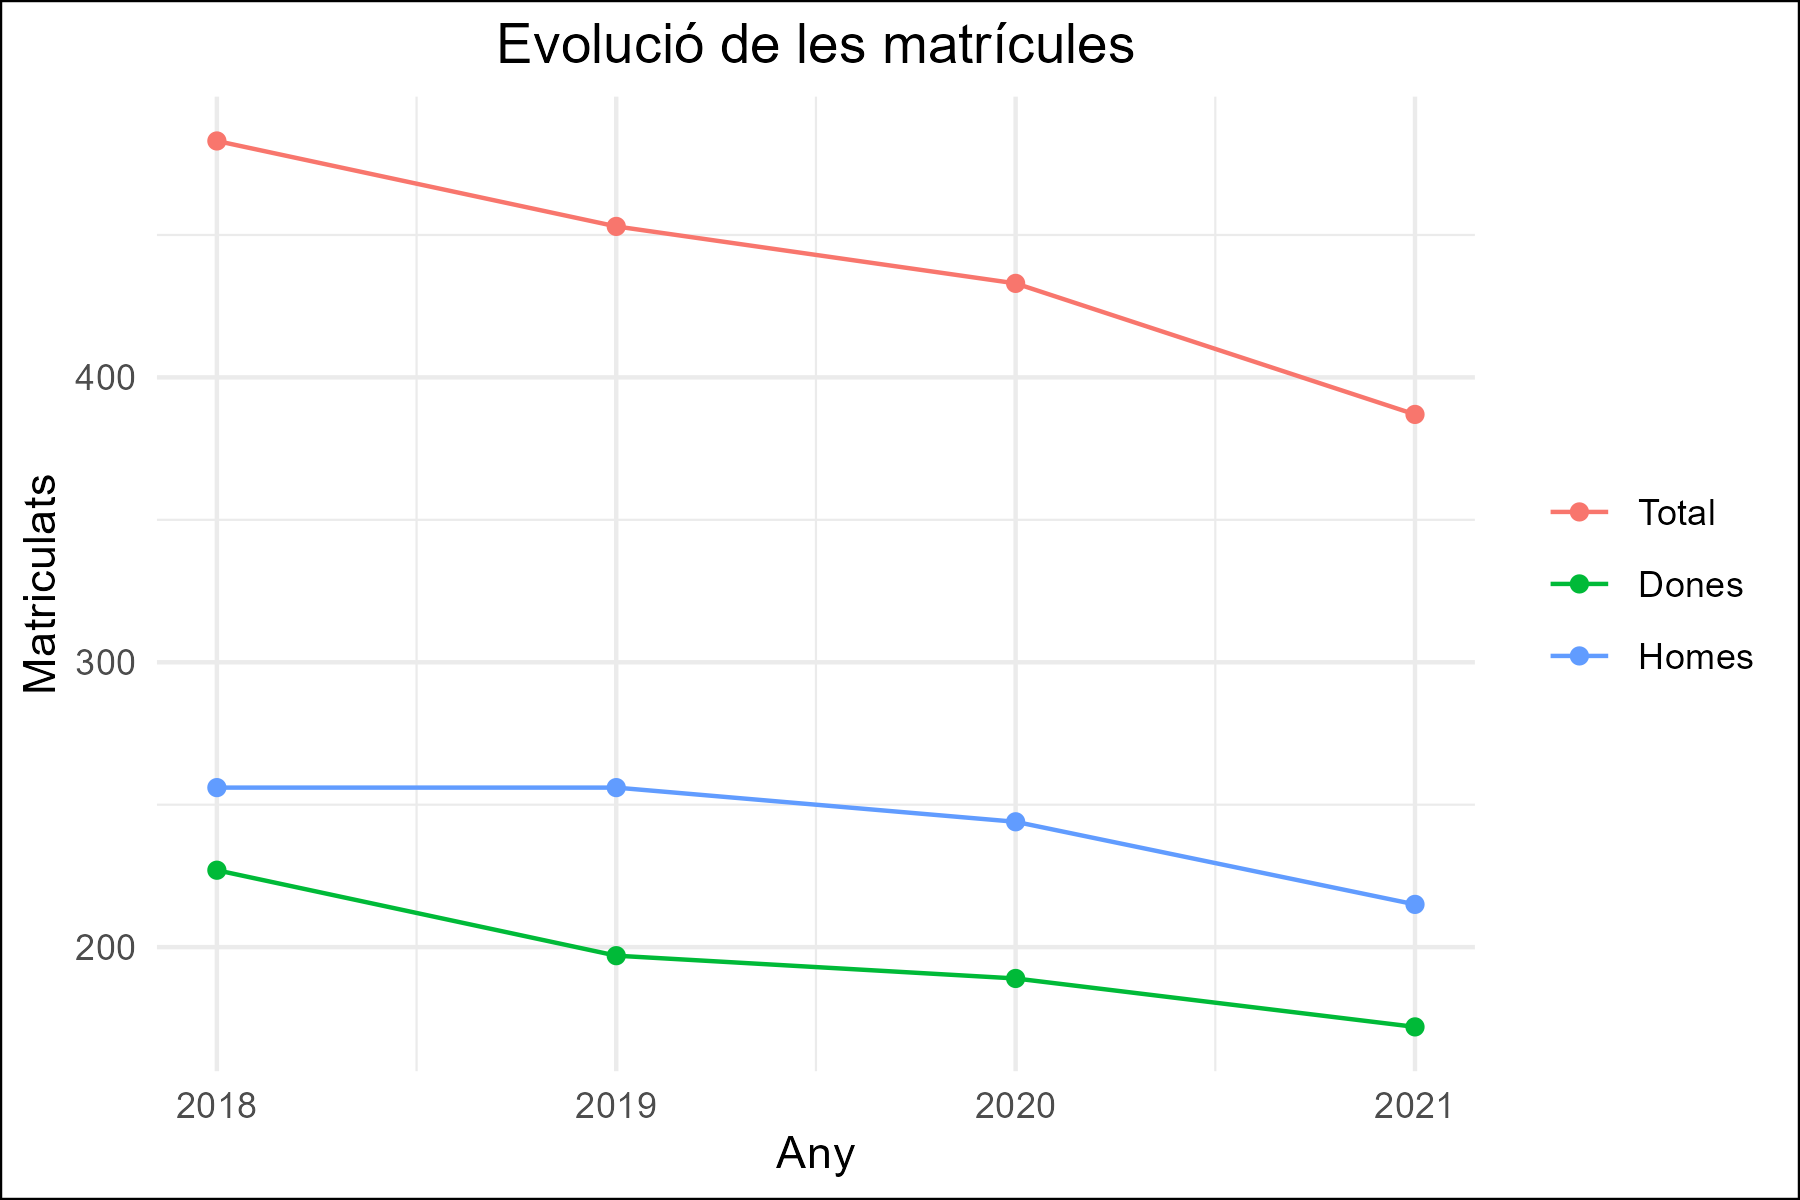 Evolució de les matrícules
Matriculats
400
300
200
2018 2019 2020 2021
Any
Total
Dones
Homes